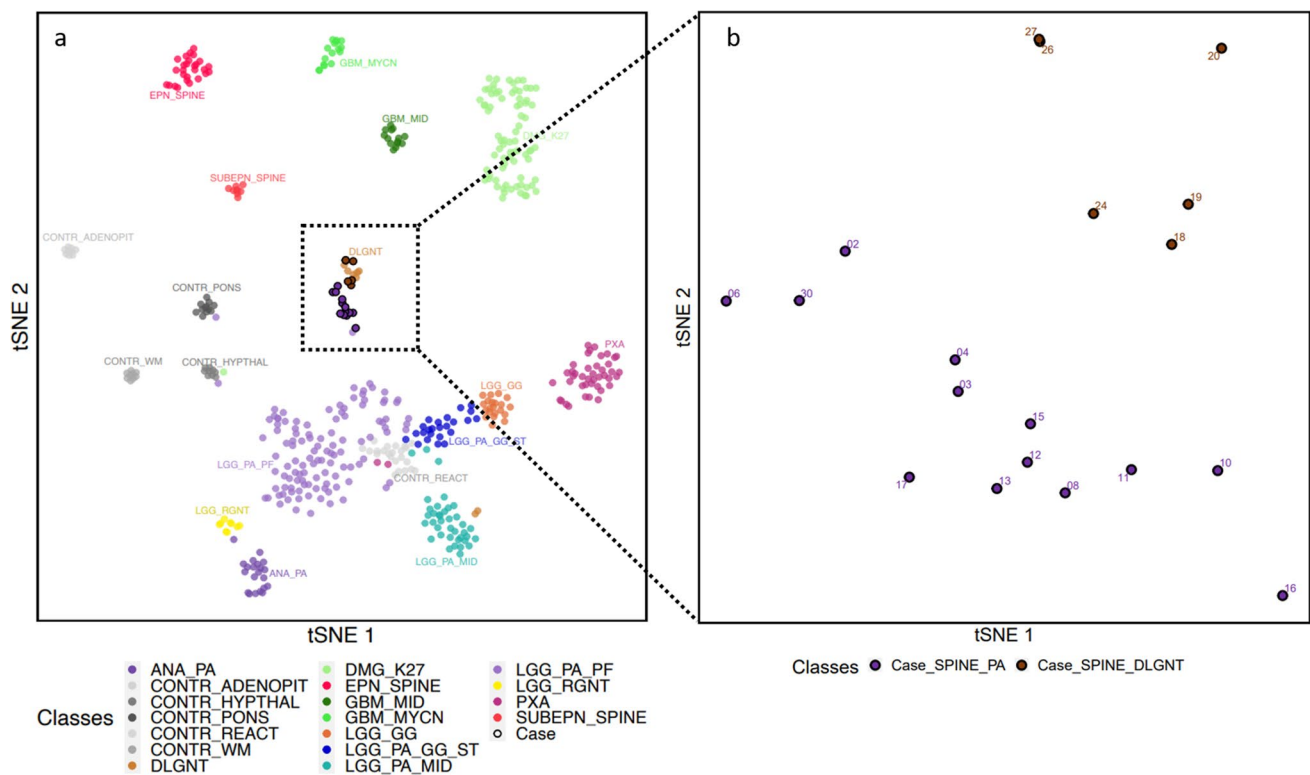 a
EPN_SPINE
GBM_MYCN
GBM_MID
DMG_K27
SUBEPN_SPINE
CONTR_ADENOPIT
DLGNT
CONTR_PONS
CONTR_WM
CONTR_HYPTHAL
PXA
LGG_GG
LGG_PA_GG_ST
LGG_PA_PF
CONTR_REACT
LGG_RGNT
LGG_PA_MID
ANA_PA
tSNE 2
tSNE 1
b
27
26
20
19
24
18
02
06
30
04
03
15
12
17
13
08
11
10
16
tSNE 2
tSNE 1
Classes
ANA_PA
CONTR_ADENOPIT
CONTR_HYPTHAL
CONTR_PONS
CONTR_REACT
CONTR_WM
DLGNT
DMG_K27
EPN_SPINE
GBM_MID
GBM_MYCN
LGG_GG
LGG_PA_GG_ST
LGG_PA_MID
LGG_PA_PF
LGG_RGNT
PXA
SUBEPN_SPINE
Case
Classes Case_SPINE_PA Case_SPINE_DLGNT